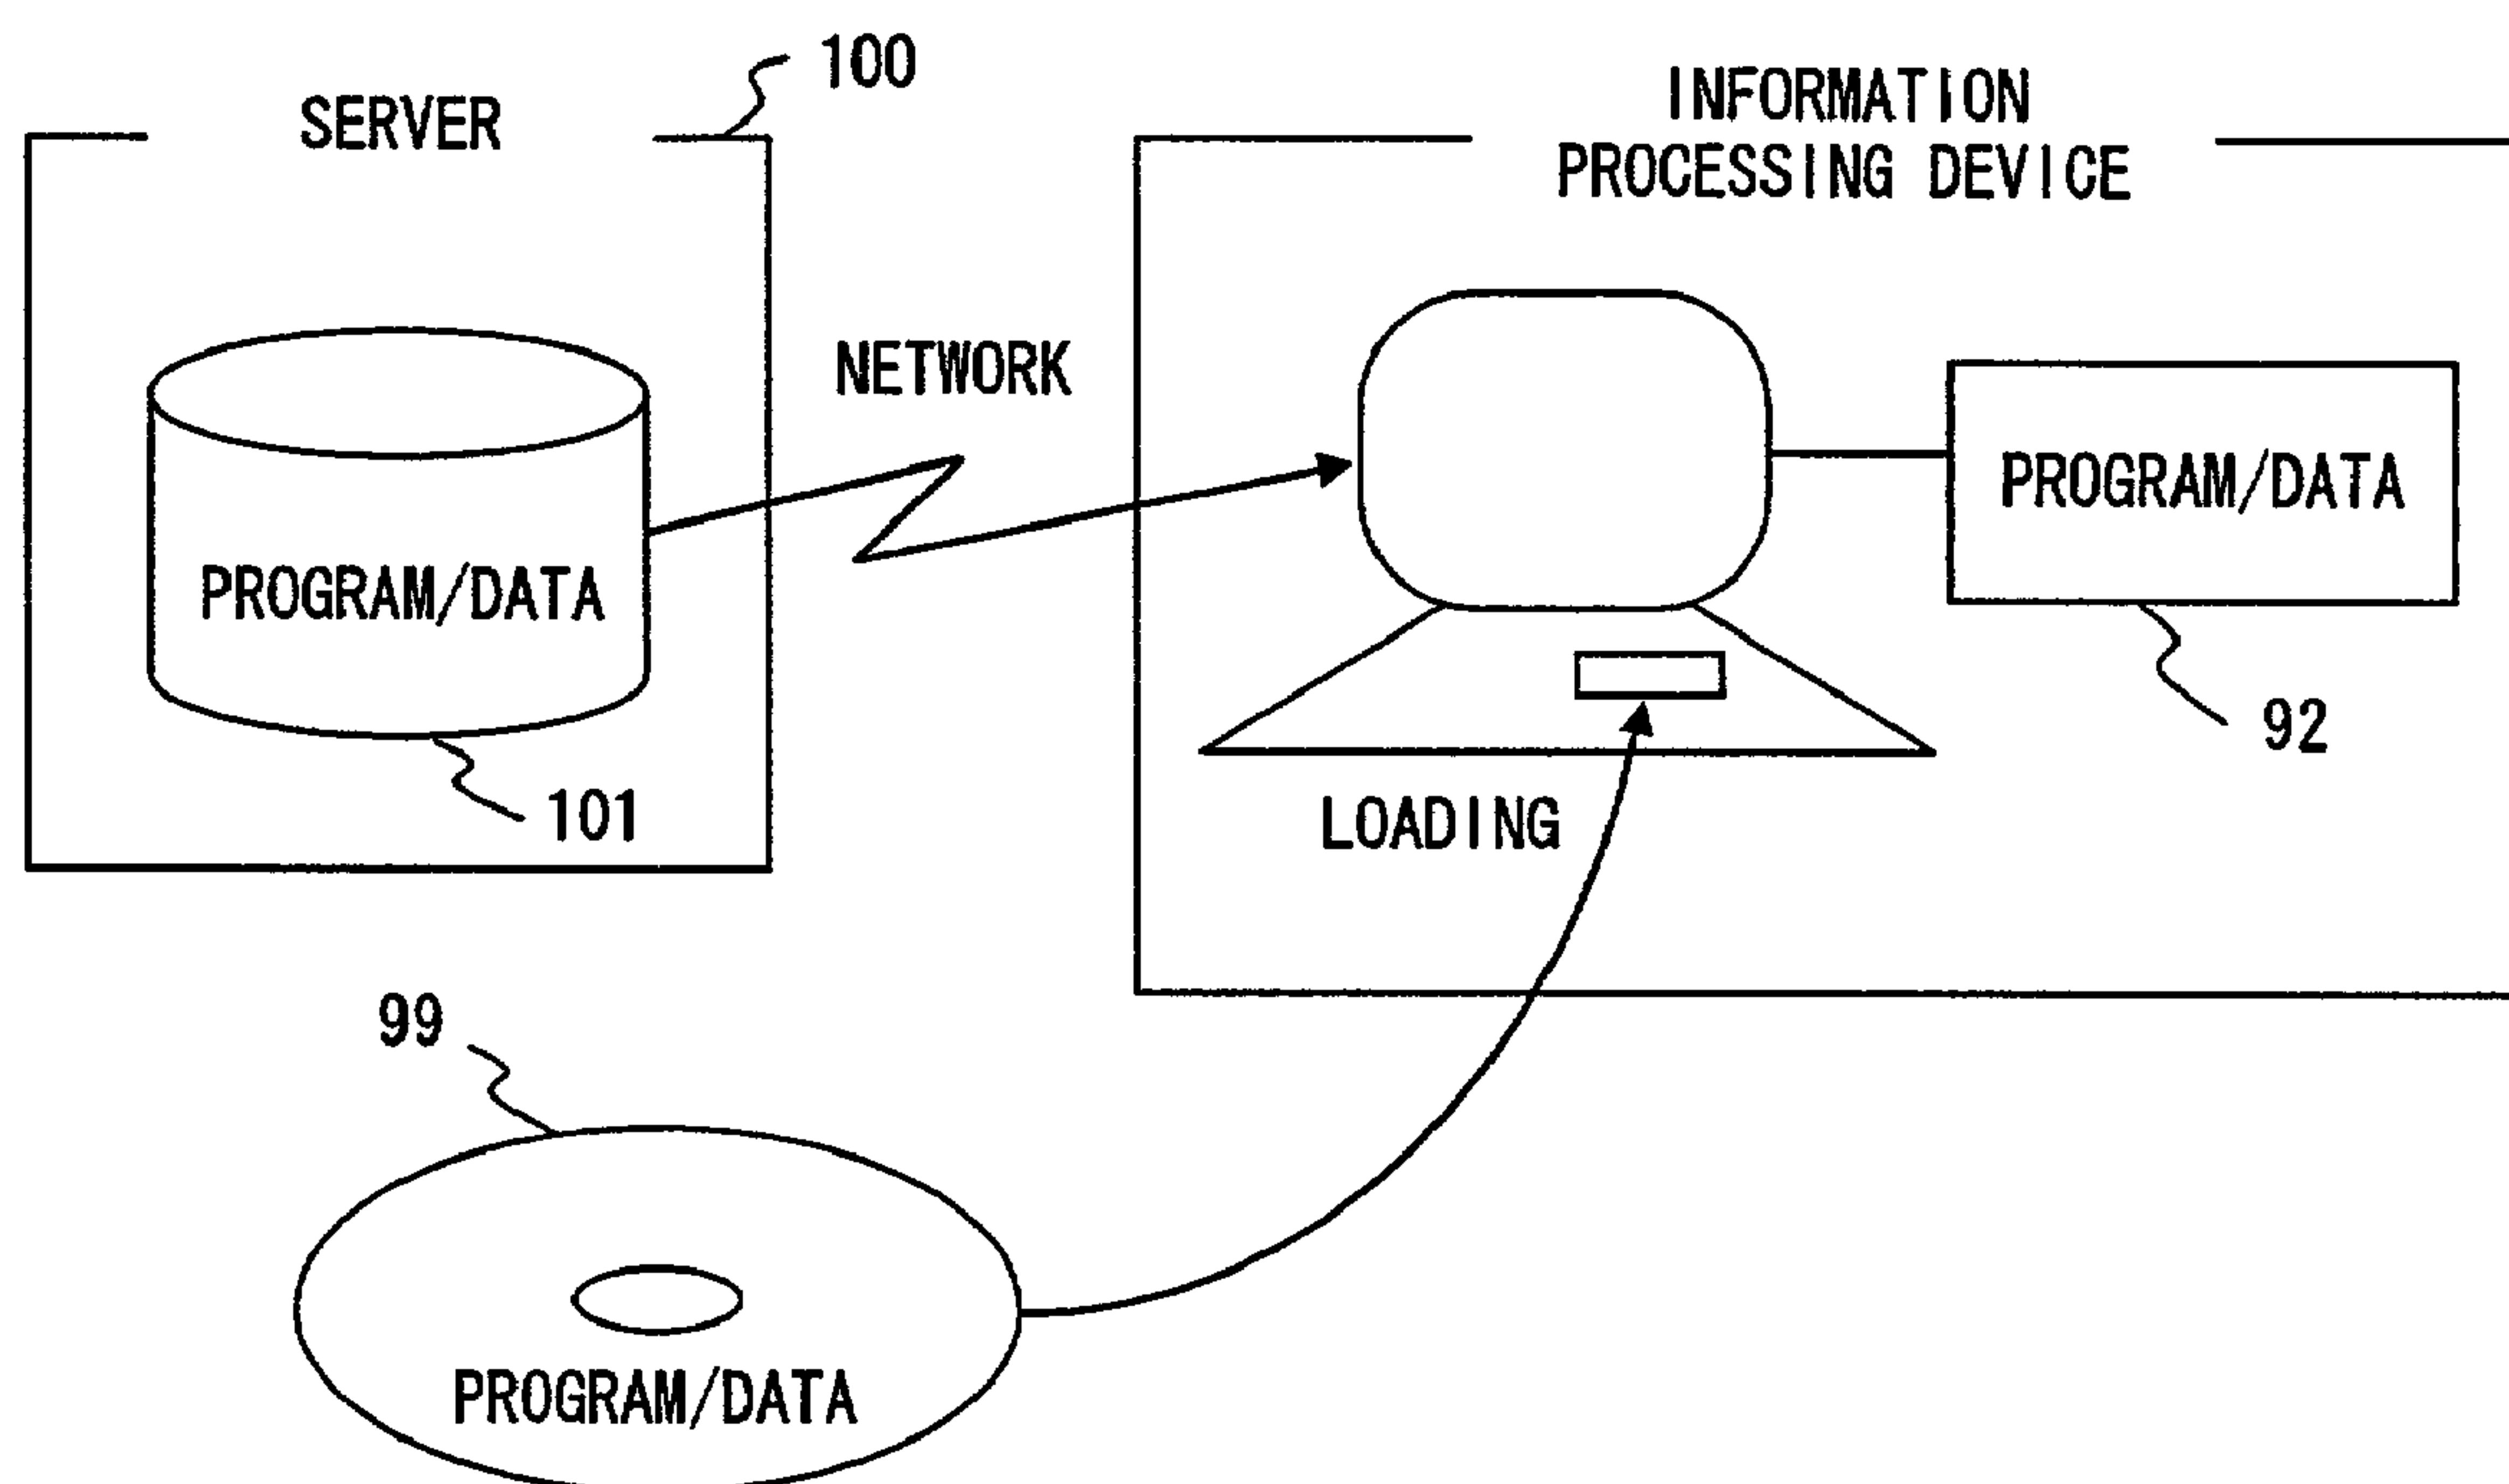 100
SERVER
INFORMATION
PROCESSING DEVICE
NETWORK
PROGRAM/DATA
PROGRAM/DATA
92
101
LOADING
99
PROGRAM/DATA